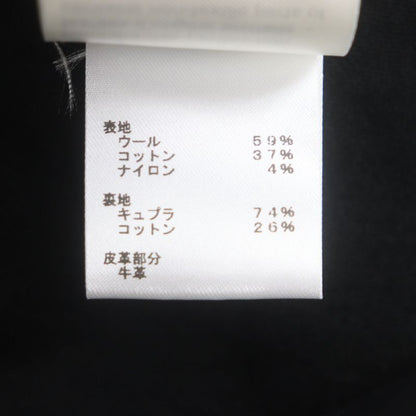 表地
ウール 59%
コットン 37%
ナイロン 4%
裏地
キュプラ 74%
コットン 26%
皮革部分
牛革